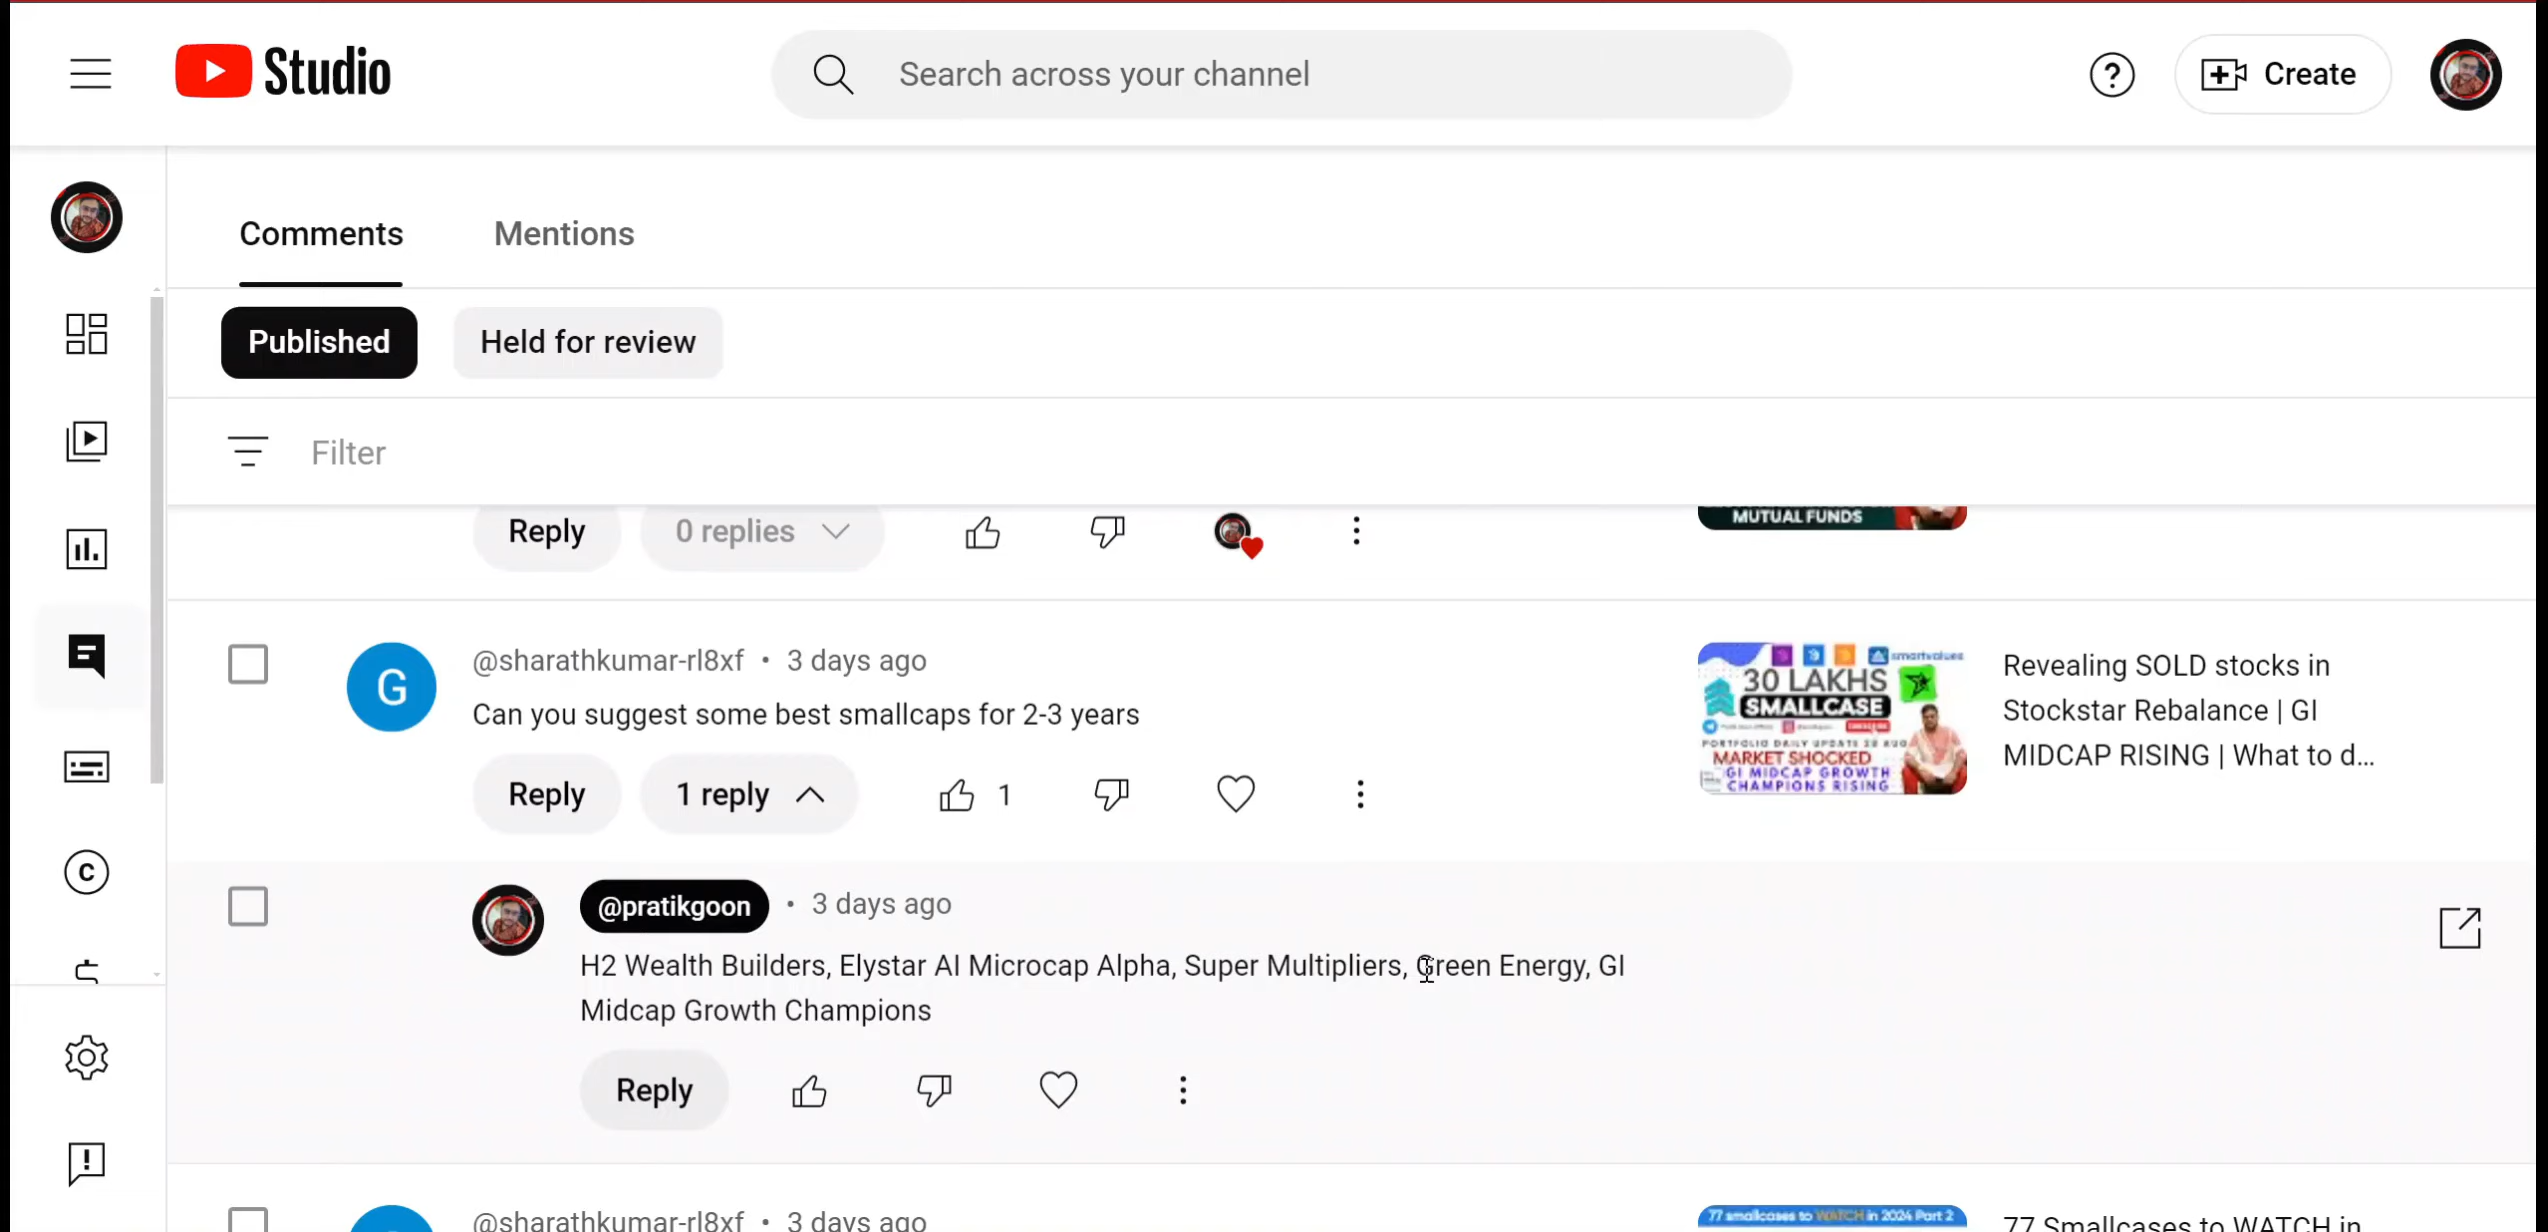 Studio
Search across your channel
Create
Comments
Mentions
Published
Held for review
Filter
Reply
0 replies
MUTUAL FUNDS
@sharathkumar-rl8xf • 3 days ago
Can you suggest some best smallcaps for 2-3 years
Reply
1 reply
1
smartvalues
30 LAKHS
SMALLCASE
PORTFOLIO DAILY UPDATE 28 AUG
MARKET SHOCKED
GI MIDCAP GROWTH
CHAMPIONS RISING
Revealing SOLD stocks in
Stockstar Rebalance | GI
MIDCAP RISING | What to d...
@pratikgoon • 3 days ago
H2 Wealth Builders, Elystar AI Microcap Alpha, Super Multipliers, Green Energy, GI
Midcap Growth Champions
Reply
@sharathkumar-rl8xf • 3 days ago
77 smallcases to WATCH in 2024 Part 2
77 Smallcases to WATCH in